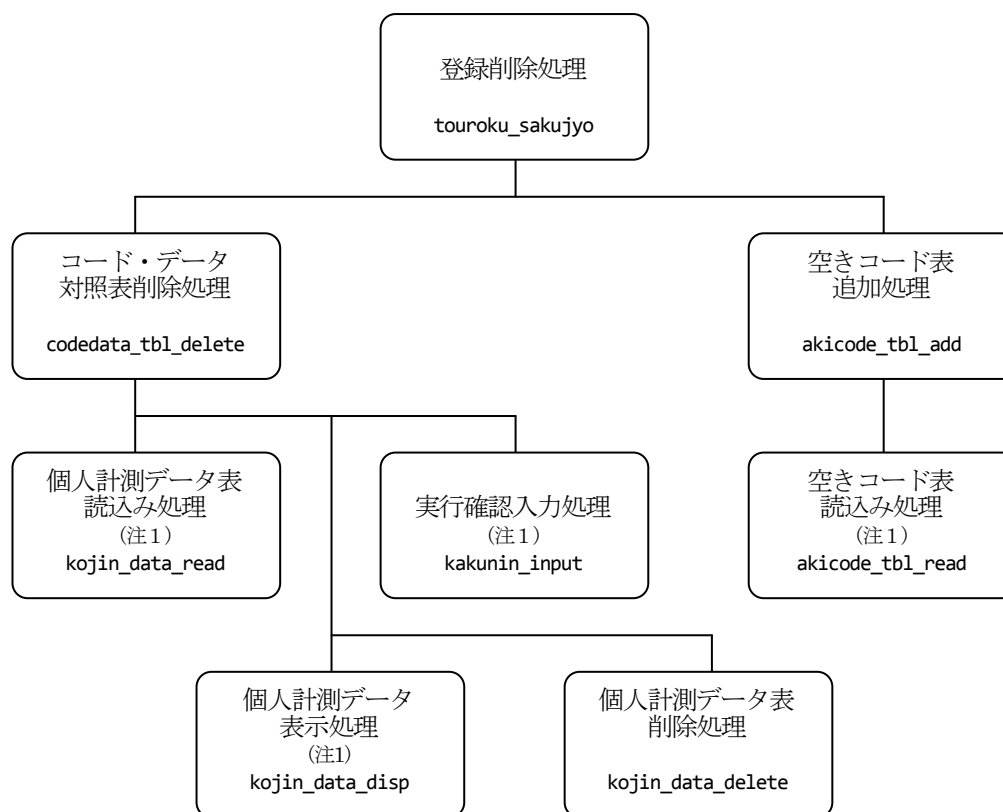 登録削除処理
touroku_sakujyo
コード・データ
対照表削除処理
codedata_tbl_delete
空きコード表
追加処理
akicode_tbl_add
個人計測データ表
読込み処理
（注１）
kojin_data_read
実行確認入力処理
（注１）
kakunin_input
空きコード表
読込み処理
（注１）
akicode_tbl_read
個人計測データ
表示処理
（注1）
kojin_data_disp
個人計測データ表
削除処理
kojin_data_delete